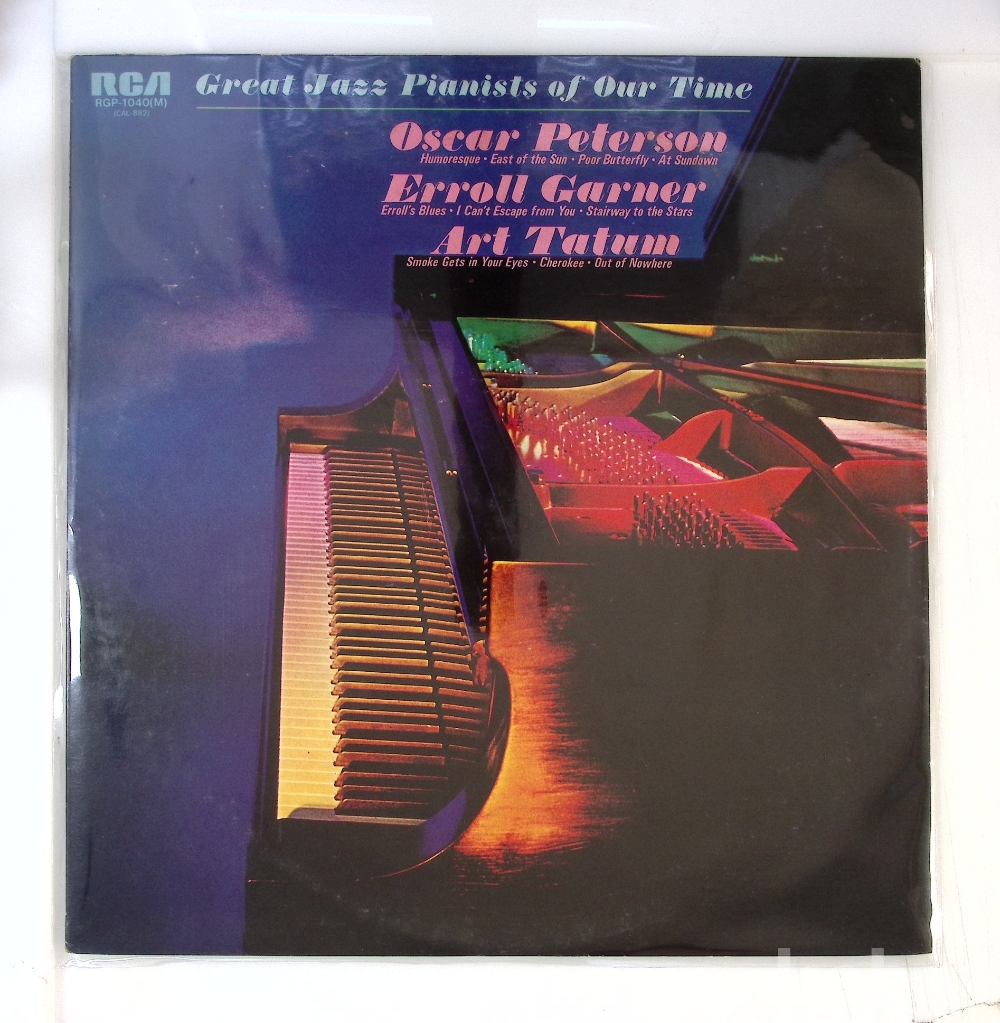 RCA
RGP-1040(M)
(CAL-882)
Great Jazz Pianists of Our Time
Oscar Peterson
Humoresque • East of the Sun • Poor Butterfly • At Sundown
Erroll Garner
Erroll's Blues • I Can't Escape from You • Stairway to the Stars
Art Tatum
Smoke Gets in Your Eyes • Cherokee • Out of Nowhere